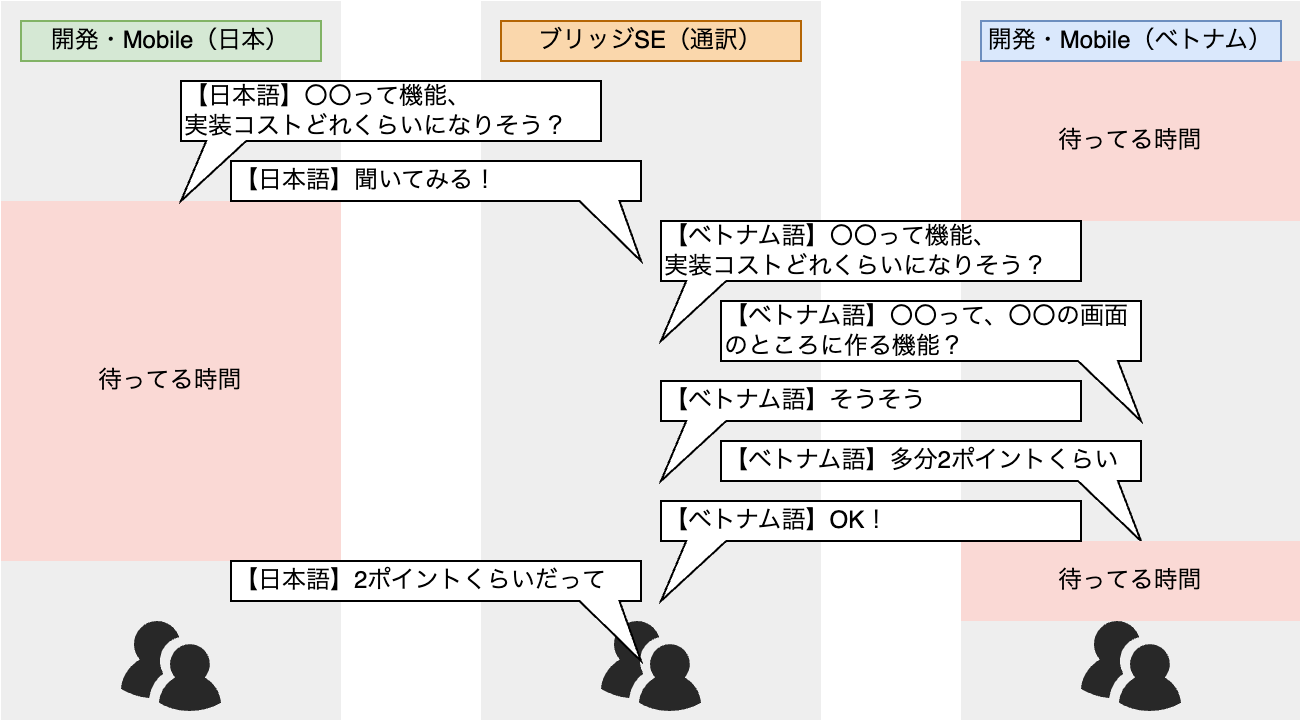 開発・Mobile（日本）
ブリッジSE（通訳）
開発・Mobile（ベトナム）
【日本語】〇〇って機能、
実装コストどれくらいになりそう？
待ってる時間
【日本語】聞いてみる！
【ベトナム語】〇〇って機能、
実装コストどれくらいになりそう？
【ベトナム語】〇〇って、〇〇の画面
のところに作る機能？
待ってる時間
【ベトナム語】そうそう
【ベトナム語】多分2ポイントくらい
【ベトナム語】OK！
【日本語】2ポイントくらいだって
待ってる時間